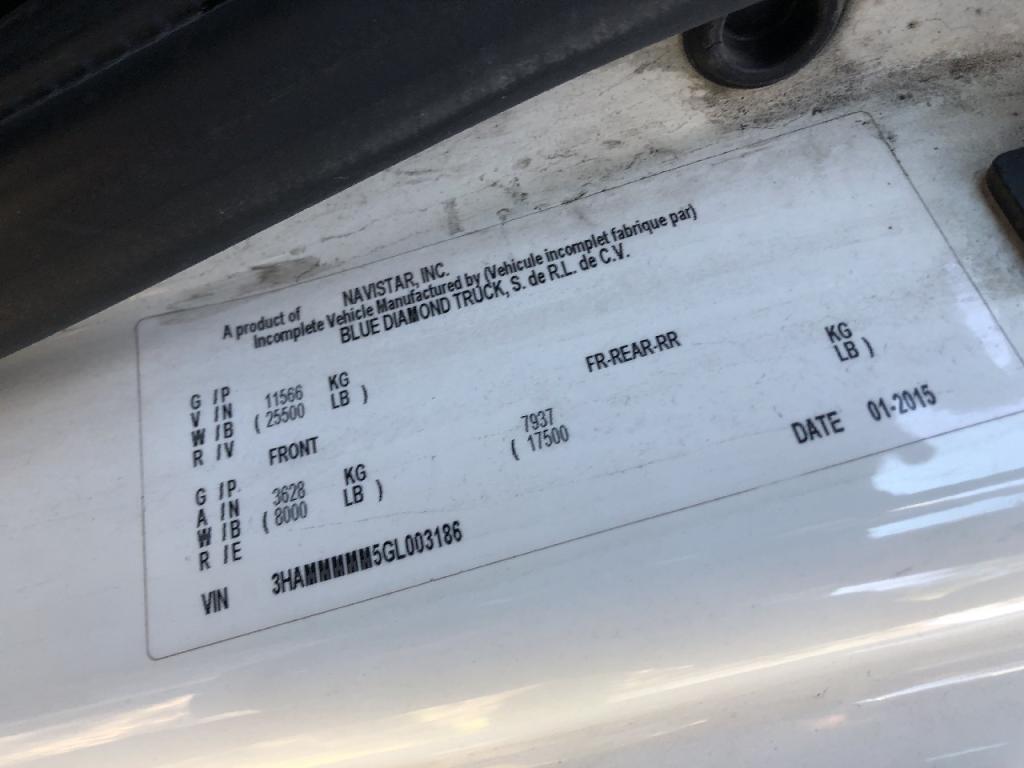 NAVISTAR, INC.
A product of
Incomplete Vehicle Manufactured by (Vehicule incomplet fabrique par)
BLUE DIAMOND TRUCK, S. de R.L. de C.V.
G /P
V /N 11566 KG
W /B ( 25500 LB )
R /V
FRONT FR-REAR-RR
G /P
A /N 3628 KG 7937 KG
W /B ( 8000 LB ) ( 17500 LB )
R /E
DATE 01-2015
VIN 3HAMMMMM5GL003186